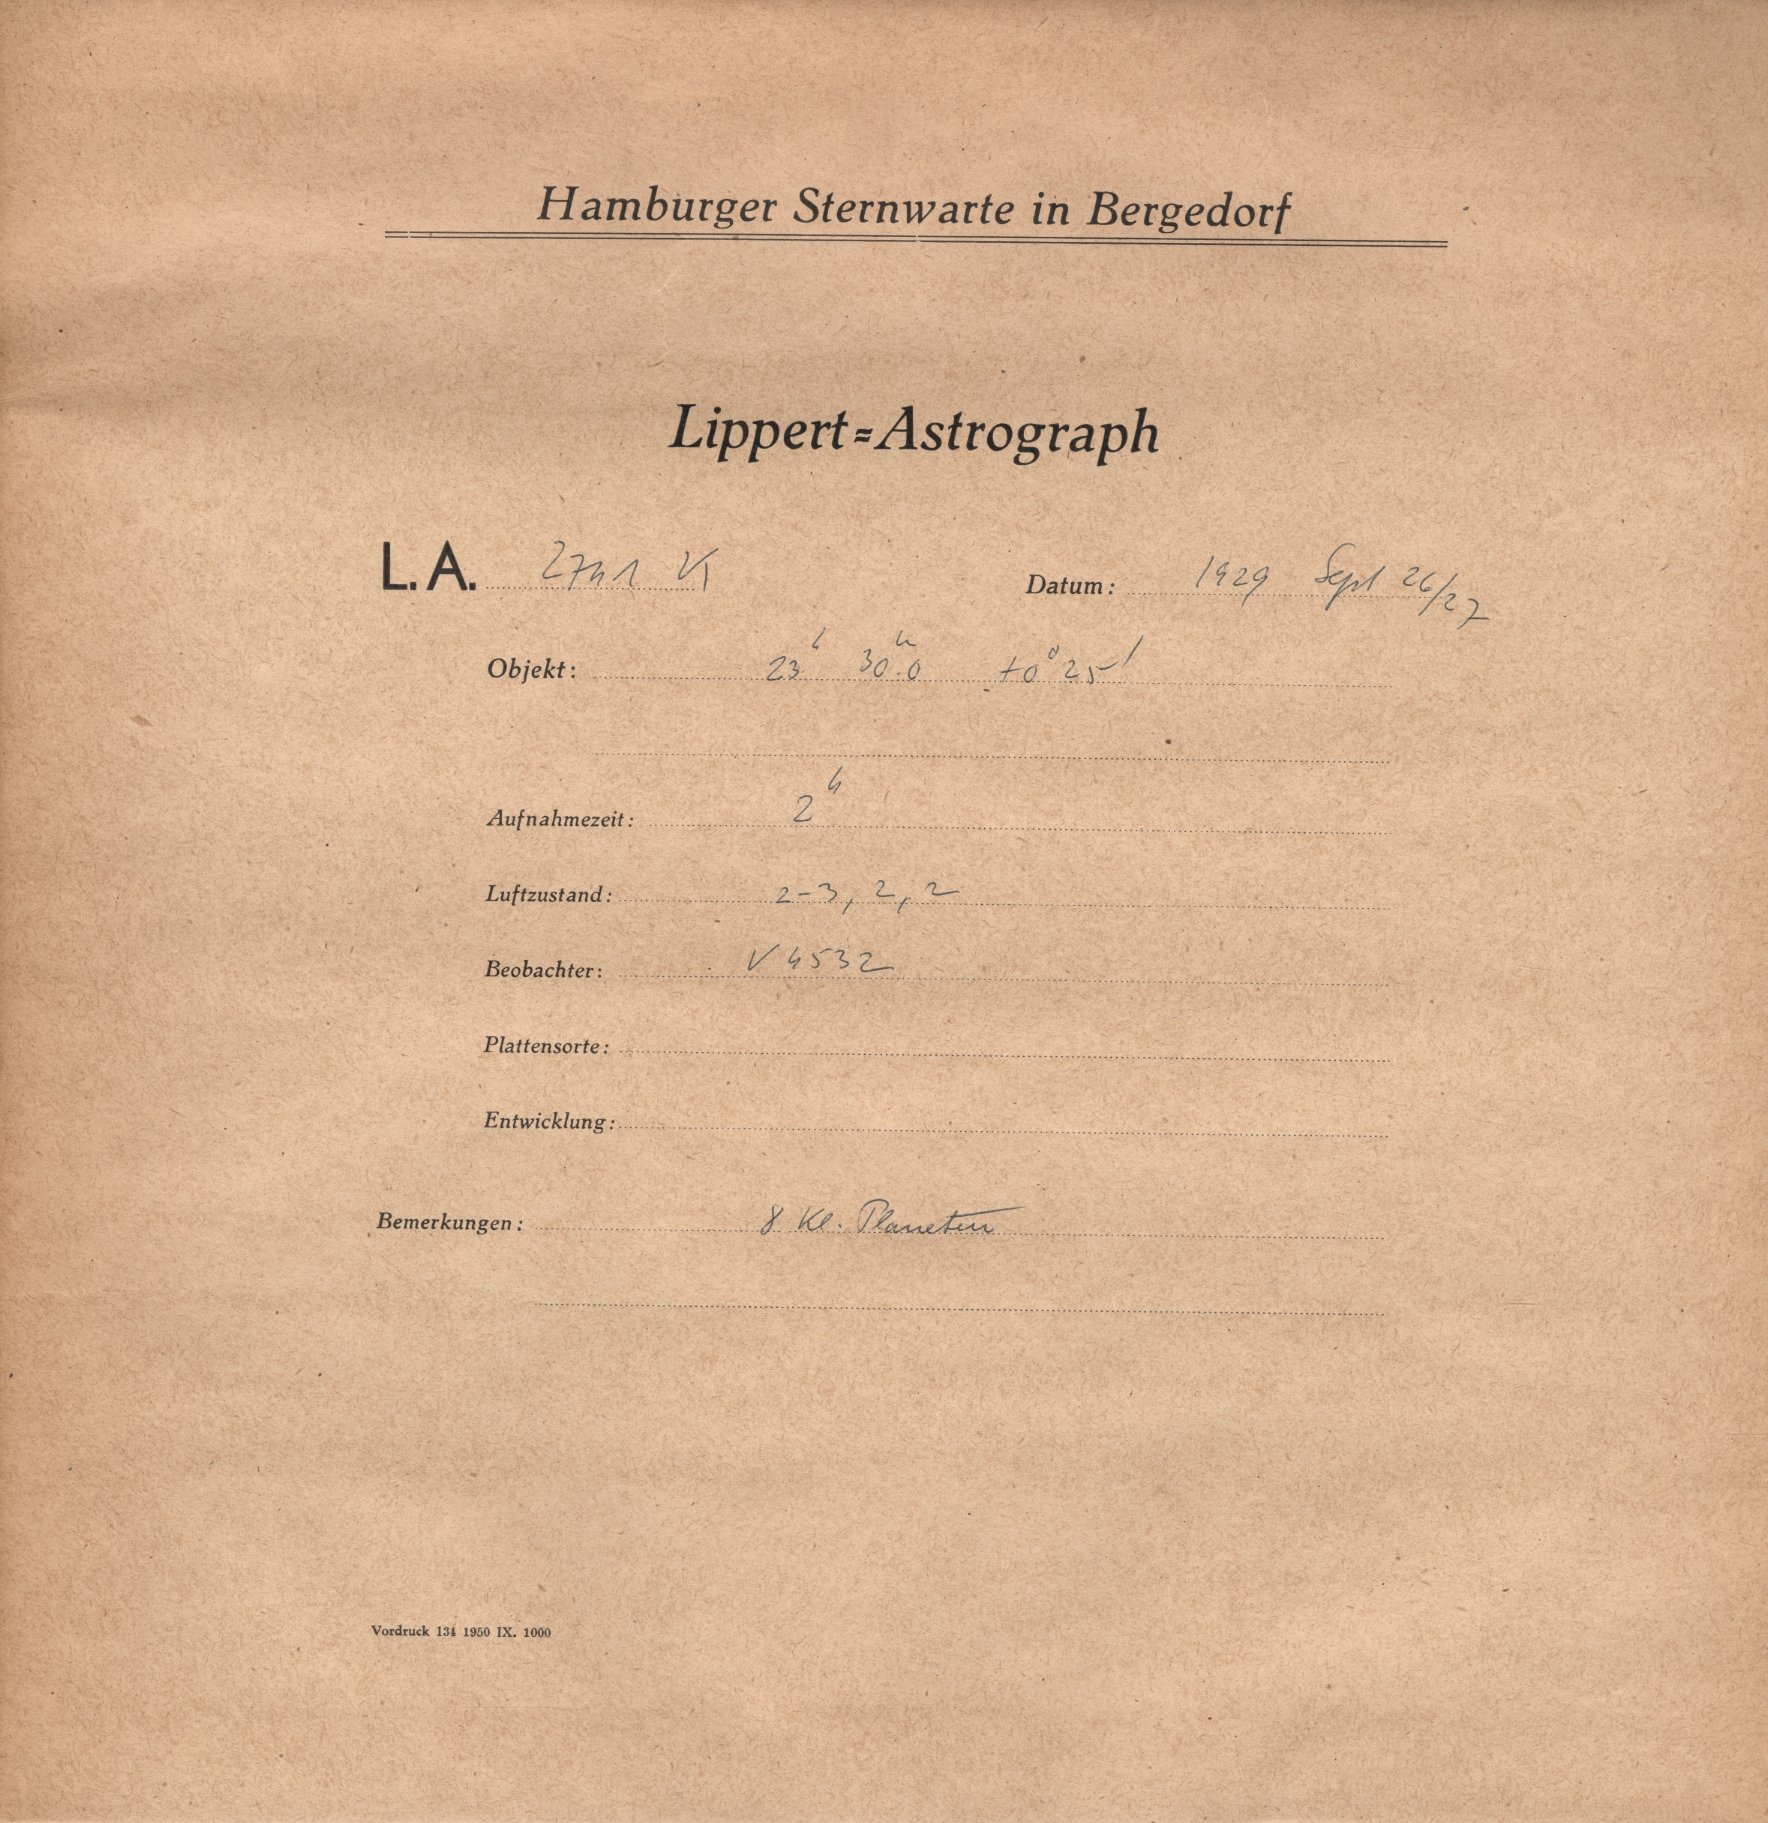 Hamburger Sternwarte in Bergedorf
Lippert=Astrograph
L. A. 2741 Datum: 1929 Sept 26/27
Objekt: 23h 30m.0 +0° 25'
Aufnahmezeit: 2h
Luftzustand: 2-3, 2, 2
Beobachter: V 4532
Plattensorte:
Entwicklung:
Bemerkungen: 8 Kl. Planeten
Vordruck 134 1950 IX. 1000